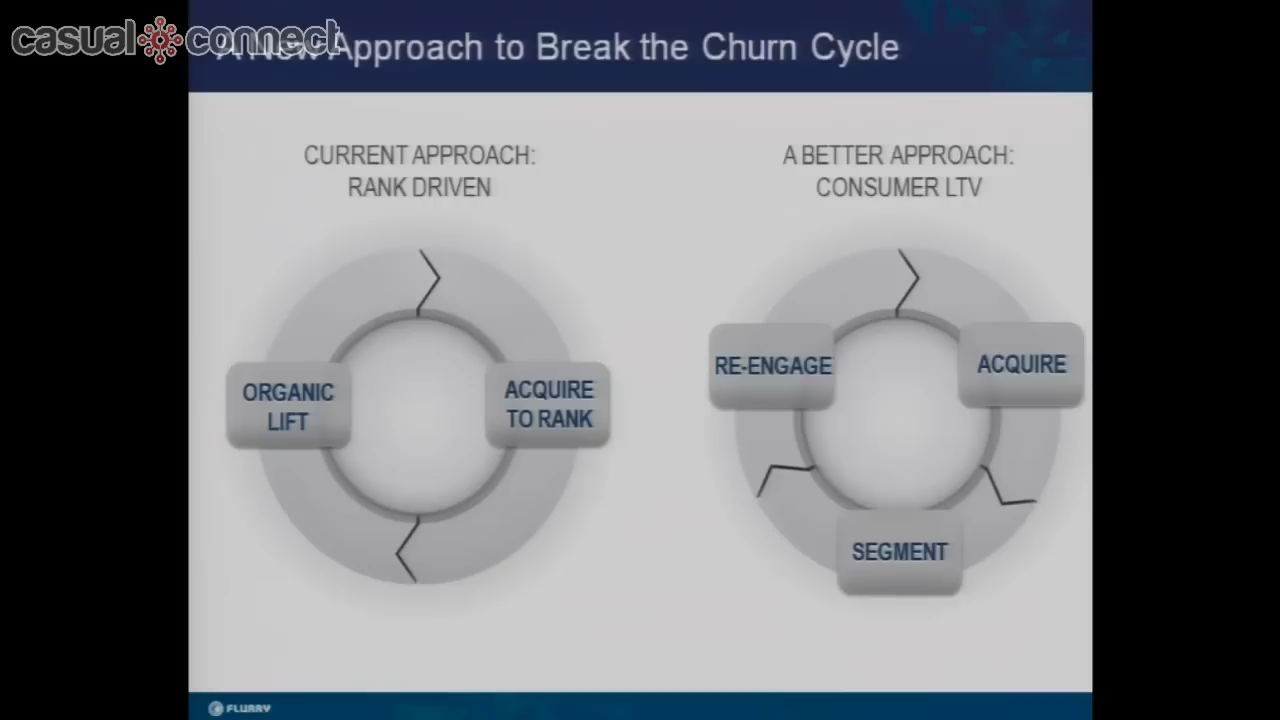 casual connect
A New Approach to Break the Churn Cycle
CURRENT APPROACH:
RANK DRIVEN
A BETTER APPROACH:
CONSUMER LTV
ORGANIC
LIFT
ACQUIRE
TO RANK
RE-ENGAGE
ACQUIRE
SEGMENT
FLURRY